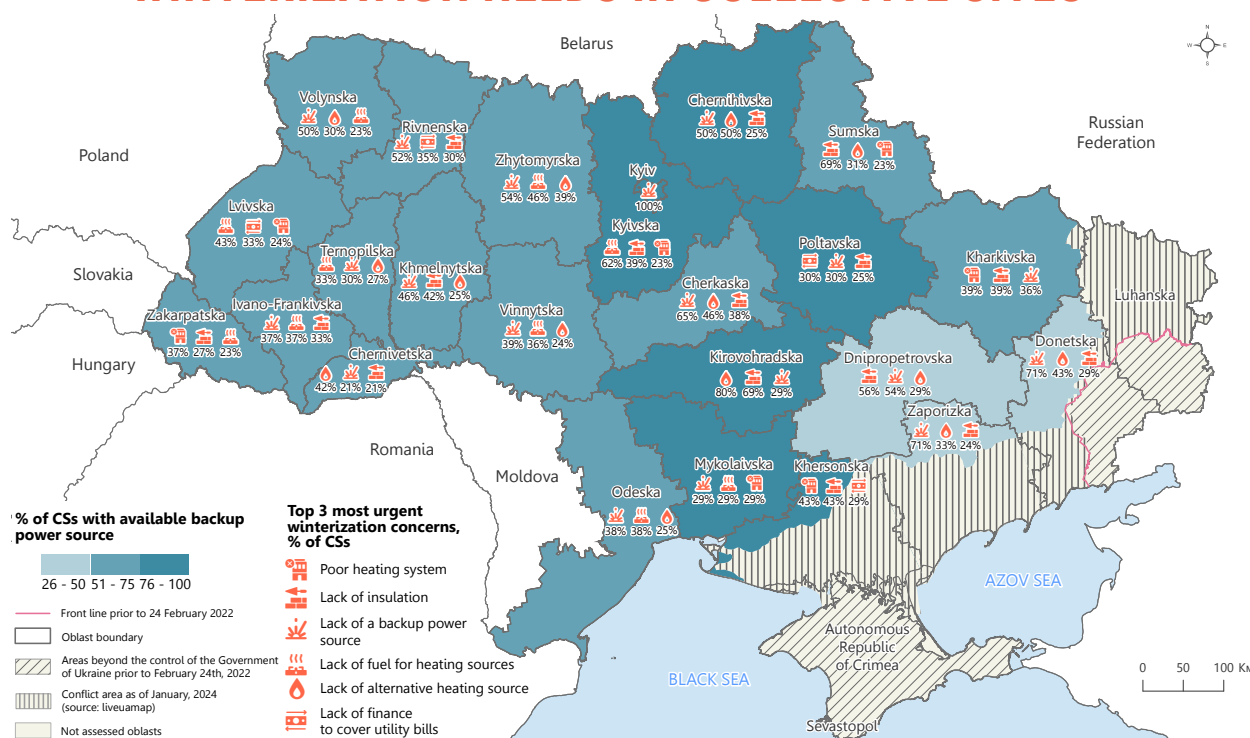 WINTERIZATION NEEDS IN COLLECTIVE SITES
N
W
E
S
Belarus
Poland
Slovakia
Hungary
Romania
Moldova
Russian
Federation
Volynska
50% 30% 23%
Rivnenska
52% 35% 30%
Zhytomyrska
54% 46% 39%
Kyiv
100%
Kyivska
62% 39% 23%
Chernihivska
50% 50% 25%
Sumska
69% 31% 23%
Lvivska
43% 33% 24%
Ternopilska
33% 30% 27%
Khmelnytska
46% 42% 25%
Poltavska
30% 30% 25%
Kharkivska
39% 39% 36%
Luhanska
Cherkaska
65% 46% 38%
Zakarpatska
37% 27% 23%
Ivano-Frankivska
37% 37% 33%
Vinnytska
39% 36% 24%
Chernivetska
42% 21% 21%
Kirovohradska
80% 69% 29%
Dnipropetrovska
56% 54% 29%
Donetska
71% 43% 29%
Zaporizka
71% 33% 24%
Mykolaivska
29% 29% 29%
Khersonska
43% 43% 29%
Odeska
38% 38% 25%
AZOV SEA
BLACK SEA
Autonomous
Republic
of Crimea
Sevastopol
% of CSs with available backup
power source
26 - 50 51 - 75 76 - 100
Front line prior to 24 February 2022
Oblast boundary
Areas beyond the control of the Government
of Ukraine prior to February 24th, 2022
Conflict area as of January, 2024
(source: liveuamap)
Not assessed oblasts
Top 3 most urgent
winterization concerns,
% of CSs
Poor heating system
Lack of insulation
Lack of a backup power
source
Lack of fuel for heating sources
Lack of alternative heating source
Lack of finance
to cover utility bills
0 50 100